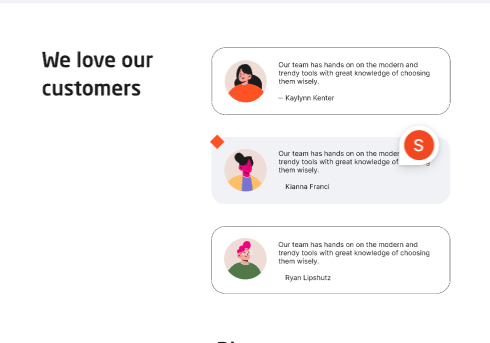 We love our
customers
Our team has hands on on the modern and
trendy tools with great knowledge of choosing
them wisely.
— Kaylynn Kenter
Our team has hands on on the
trendy tools with great knowledge of
them wisely.
Kianna Franci
S
Our team has hands on on the modern and
trendy tools with great knowledge of choosing
them wisely.
Ryan Lipshutz